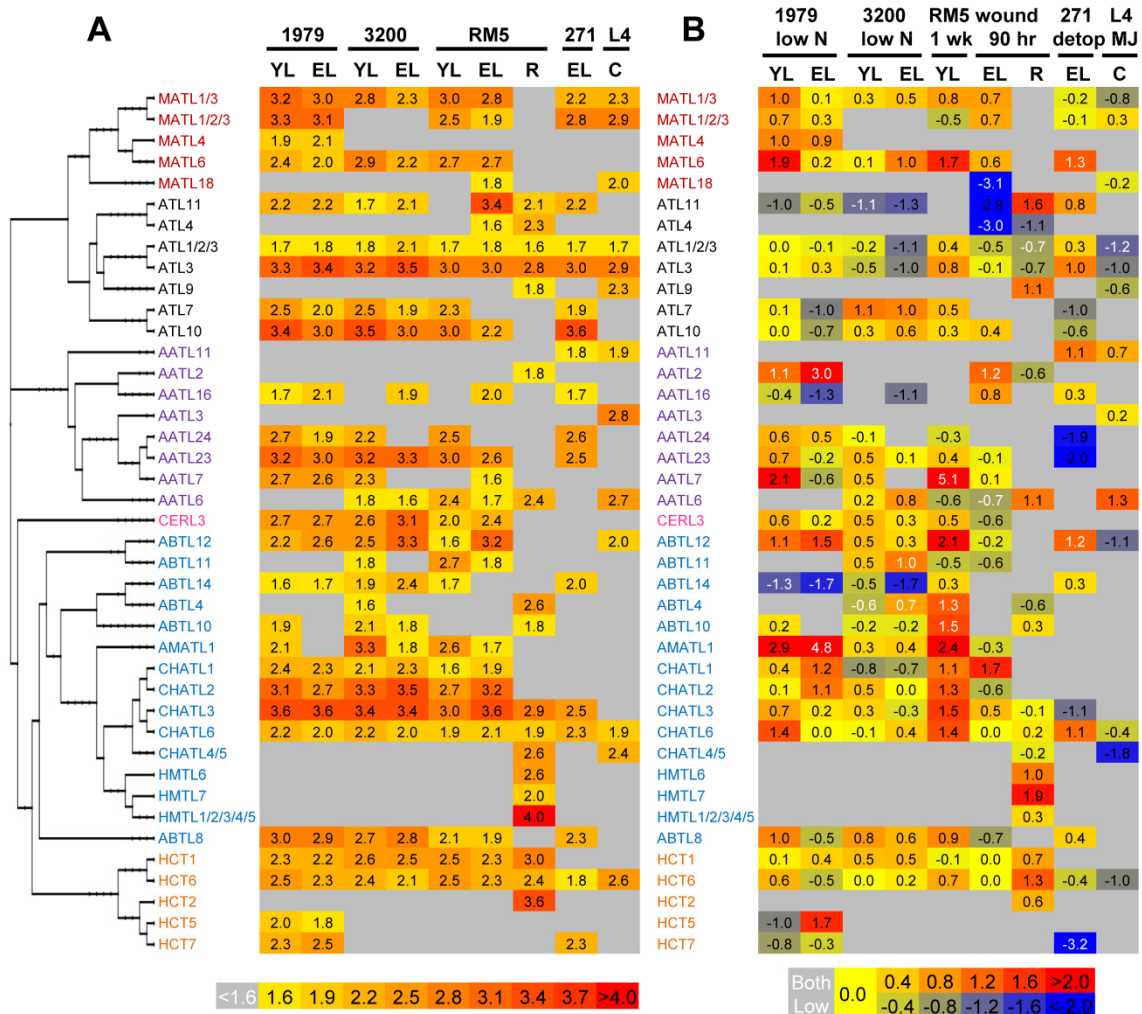 A
1979 3200 RM5 271 L4
YL EL YL EL YL EL R EL C
B
1979 3200 RM5 wound 271 L4
low N low N 1 wk 90 hr detop MJ
YL EL YL EL YL EL R EL C
MATL1/3 3.2 3.0 2.8 2.3 3.0 2.8 2.2 2.3 MATL1/3 1.0 0.1 0.3 0.5 0.8 0.7 -0.2 -0.8
MATL1/2/3 3.3 3.1 2.5 1.9 2.8 2.9 MATL1/2/3 0.7 0.3 -0.5 0.7 -0.1 0.3
MATL4 1.9 2.1 MATL4 1.0 0.9
MATL6 2.4 2.0 2.9 2.2 2.7 2.7 MATL6 1.9 0.2 0.1 1.0 1.7 0.6 1.3
MATL18 1.8 2.0 MATL18 -3.1 -0.2
ATL11 2.2 2.2 1.7 2.1 3.4 2.1 2.2 ATL11 -1.0 -0.5 -1.1 -1.3 -2.9 1.6 0.8
ATL4 1.6 2.3 ATL4 -3.0 -1.1
ATL1/2/3 1.7 1.8 1.8 2.1 1.7 1.8 1.6 1.7 1.7 ATL1/2/3 0.0 -0.1 -0.2 -1.1 0.4 -0.5 -0.7 0.3 -1.2
ATL3 3.3 3.4 3.2 3.5 3.0 3.0 2.8 3.0 2.9 ATL3 0.1 0.3 -0.5 -1.0 0.8 -0.1 -0.7 1.0 -1.0
ATL9 1.8 2.3 ATL9 1.1 -0.6
ATL7 2.5 2.0 2.5 1.9 2.3 1.9 ATL7 0.1 -1.0 1.1 1.0 0.5 -1.0
ATL10 3.4 3.0 3.5 3.0 3.0 2.2 3.6 ATL10 0.0 -0.7 0.3 0.6 0.3 0.4 -0.6
AATL11 1.8 1.9 AATL11 1.1 0.7
AATL2 1.8 AATL2 1.1 3.0 1.2 -0.6
AATL16 1.7 2.1 1.9 2.0 1.7 AATL16 -0.4 -1.3 -1.1 0.8 0.3
AATL3 2.8 AATL3 0.2
AATL24 2.7 1.9 2.2 2.5 2.6 AATL24 0.6 0.5 -0.1 -0.3 -1.9
AATL23 3.2 3.0 3.2 3.3 3.0 2.6 2.5 AATL23 0.7 -0.2 0.5 0.1 0.4 -0.1 -2.0
AATL7 2.7 2.6 2.3 1.6 AATL7 2.1 -0.6 0.5 5.1 0.1
AATL6 1.8 1.6 2.4 1.7 2.4 2.7 AATL6 0.2 0.8 -0.6 -0.7 1.1 1.3
CERL3 2.7 2.7 2.6 3.1 2.0 2.4 CERL3 0.6 0.2 0.5 0.3 0.5 -0.6
ABTL12 2.2 2.6 2.5 3.3 1.6 3.2 2.0 ABTL12 1.1 1.5 0.5 0.3 2.1 -0.2 1.2 -1.1
ABTL11 1.8 2.7 1.8 ABTL11 0.5 1.0 -0.5 -0.6
ABTL14 1.6 1.7 1.9 2.4 1.7 2.0 ABTL14 -1.3 -1.7 -0.5 -1.7 0.3 0.3
ABTL4 1.6 2.6 ABTL4 -0.6 0.7 1.3 -0.6
ABTL10 1.9 2.1 1.8 1.8 ABTL10 0.2 -0.2 -0.2 1.5 0.3
AMATL1 2.1 3.3 1.8 2.6 1.7 AMATL1 2.9 4.8 0.3 0.4 2.4 -0.3
CHATL1 2.4 2.3 2.1 2.3 1.6 1.9 CHATL1 0.4 1.2 -0.8 -0.7 1.1 1.7
CHATL2 3.1 2.7 3.3 3.5 2.7 3.2 CHATL2 0.1 1.1 0.5 0.0 1.3 -0.6
CHATL3 3.6 3.6 3.4 3.4 3.0 3.6 2.9 2.5 CHATL3 0.7 0.2 0.3 -0.3 1.5 0.5 -0.1 -1.1
CHATL6 2.2 2.0 2.2 2.0 1.9 2.1 1.9 2.3 1.9 CHATL6 1.4 0.0 -0.1 0.4 1.4 0.0 0.2 1.1 -0.4
CHATL4/5 2.6 2.4 CHATL4/5 -0.2 -1.8
HMTL6 2.6 HMTL6 1.0
HMTL7 2.0 HMTL7 1.9
HMTL1/2/3/4/5 4.0 HMTL1/2/3/4/5 0.3
ABTL8 3.0 2.9 2.7 2.8 2.1 1.9 2.3 ABTL8 1.0 -0.5 0.8 0.6 0.9 -0.7 0.4
HCT1 2.3 2.2 2.6 2.5 2.5 2.3 3.0 HCT1 0.1 0.4 0.5 0.5 -0.1 0.0 0.7
HCT6 2.5 2.3 2.4 2.1 2.5 2.3 2.4 1.8 2.6 HCT6 0.6 -0.5 0.0 0.2 0.7 0.0 1.3 -0.4 -1.0
HCT2 3.6 HCT2 0.6
HCT5 2.0 1.8 HCT5 -1.0 1.7
HCT7 2.3 2.5 2.3 HCT7 -0.8 -0.3 -3.2
<1.6 1.6 1.9 2.2 2.5 2.8 3.1 3.4 3.7 >4.0
Both 0.0 0.4 0.8 1.2 1.6 >2.0
Low -0.4 -0.8 -1.2 -1.6 <-2.0